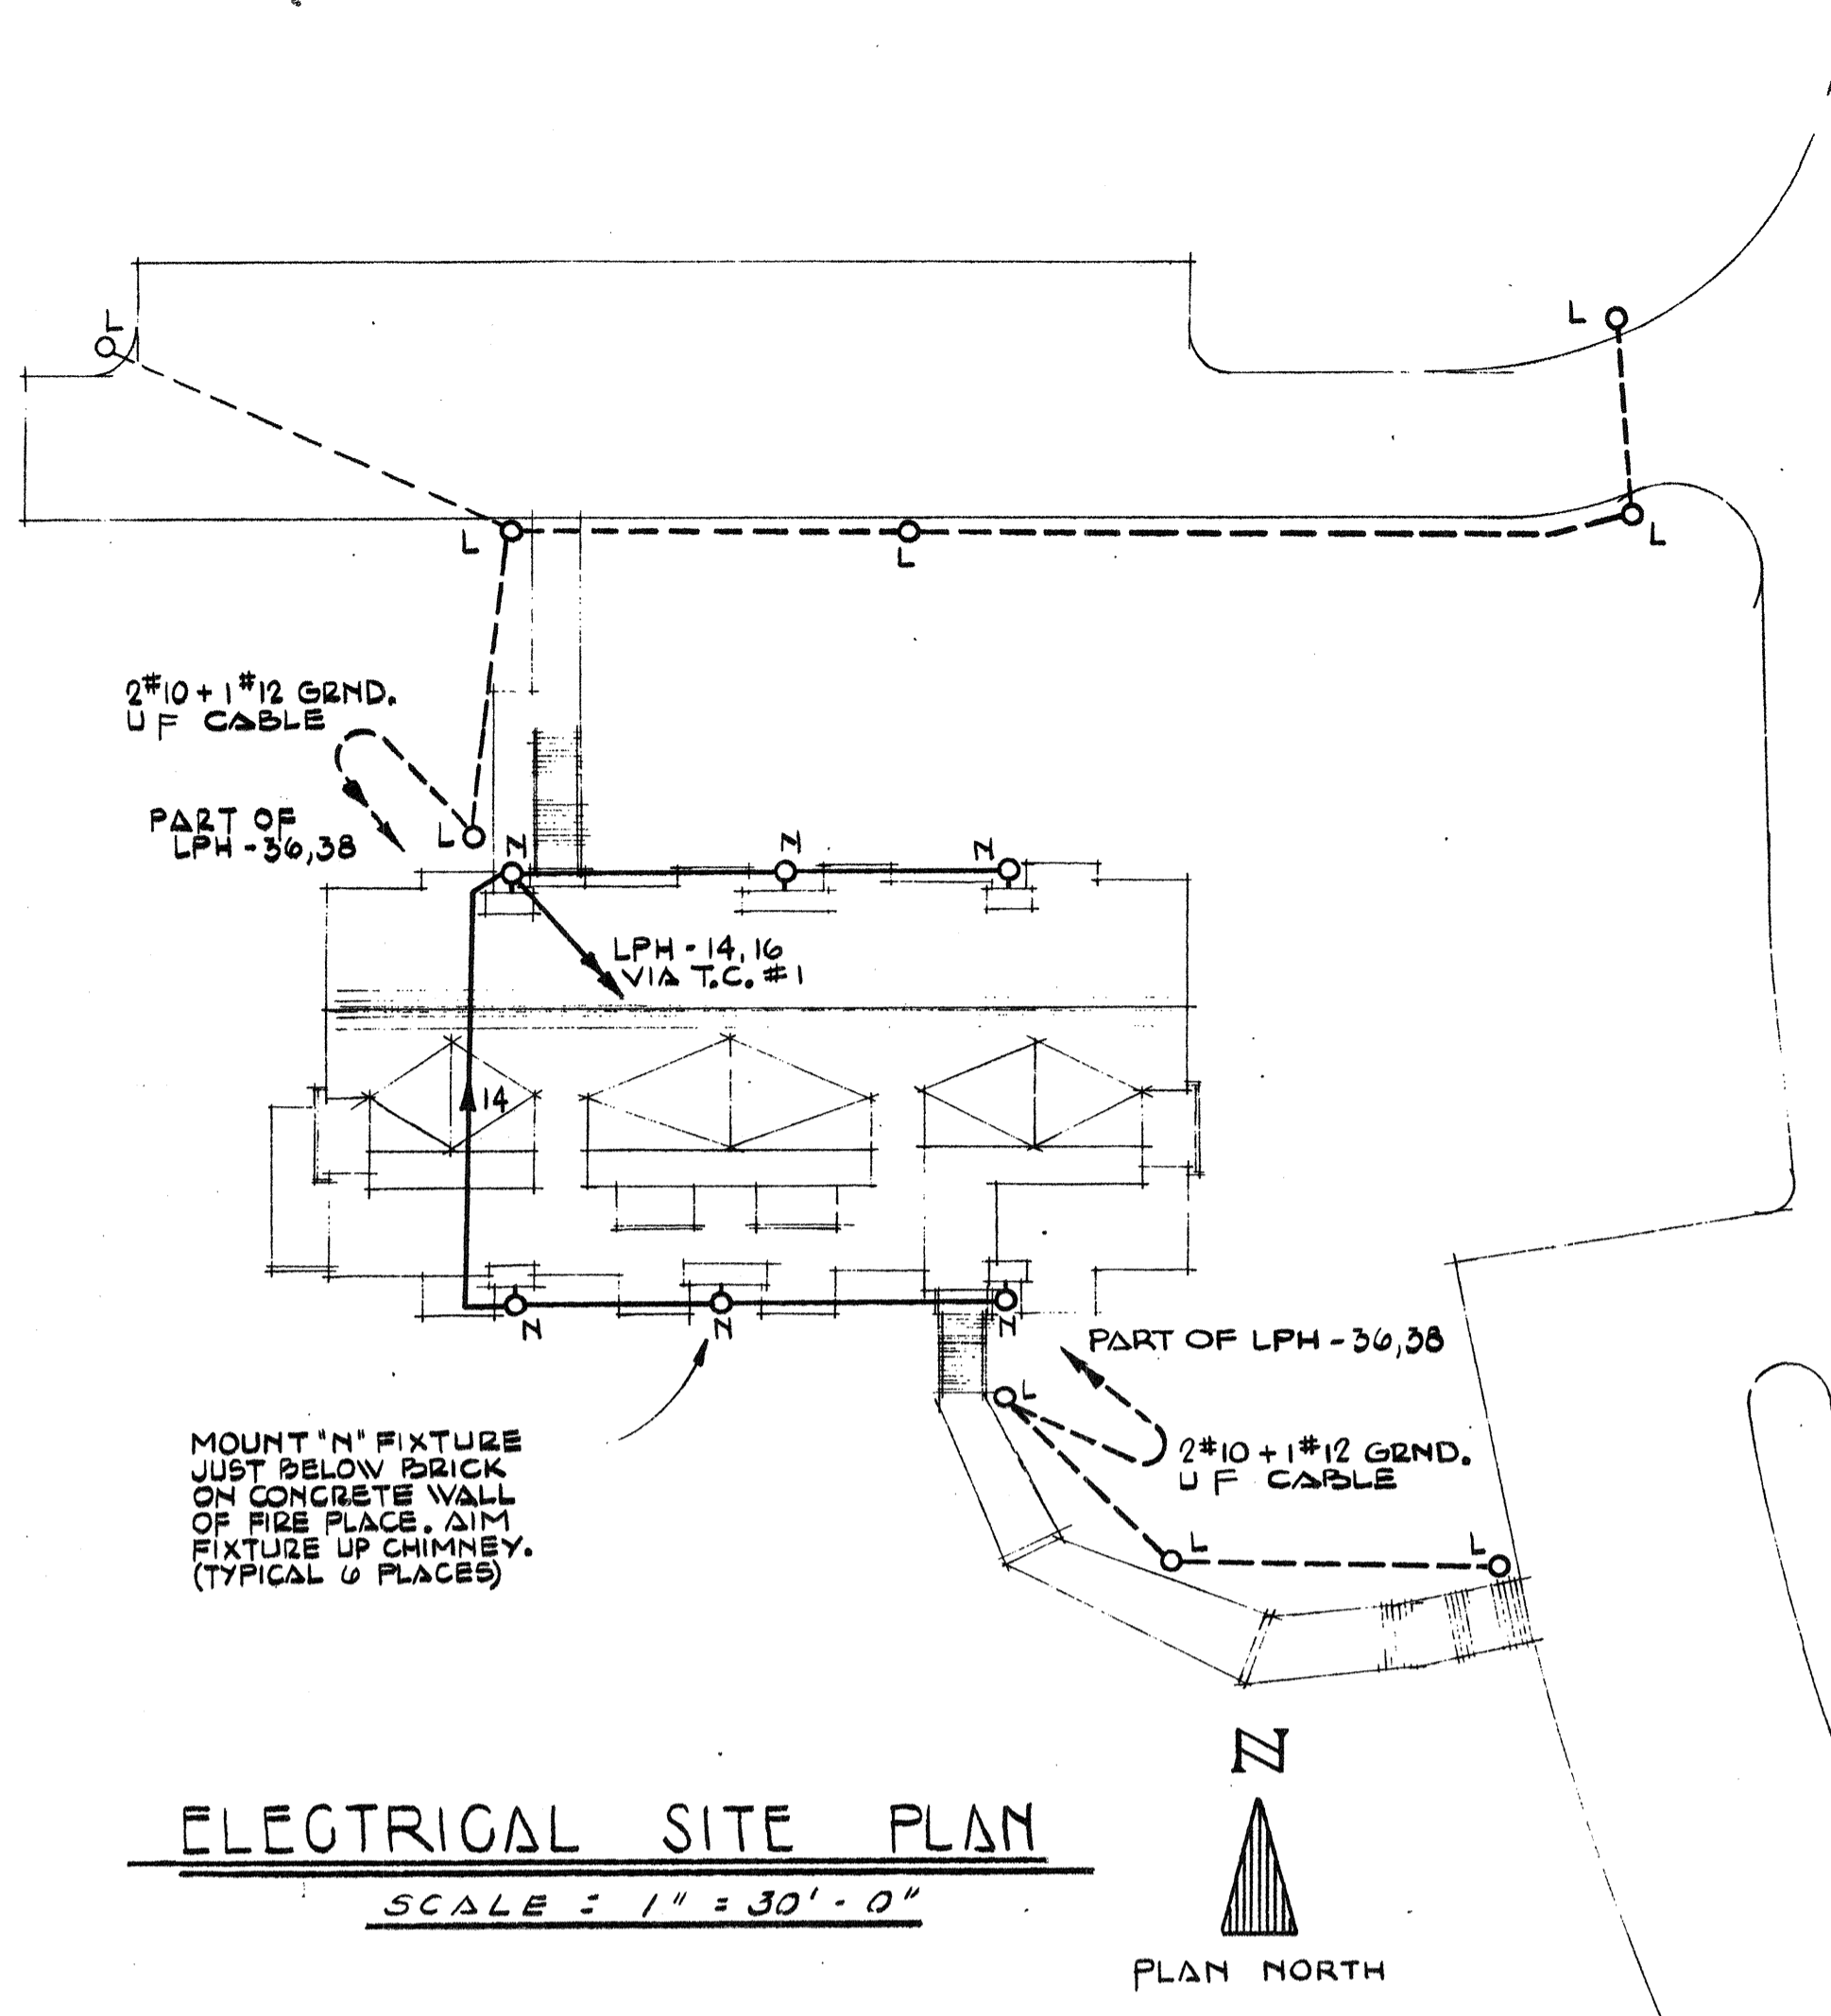 L
L
L
L
L
2#10 + 1#12 GRND.
UF CABLE
PART OF
LPH - 36,38
L
N
N
N
LPH - 14, 16
VIA T.C. #1
14
N
N
N
PART OF LPH - 36,38
L
2#10 + 1#12 GRND.
UF CABLE
MOUNT "N" FIXTURE
JUST BELOW BRICK
ON CONCRETE WALL
OF FIRE PLACE. AIM
FIXTURE UP CHIMNEY.
(TYPICAL 6 PLACES)
L
L
N
ELECTRICAL SITE PLAN
SCALE : 1" = 30' - 0"
PLAN NORTH